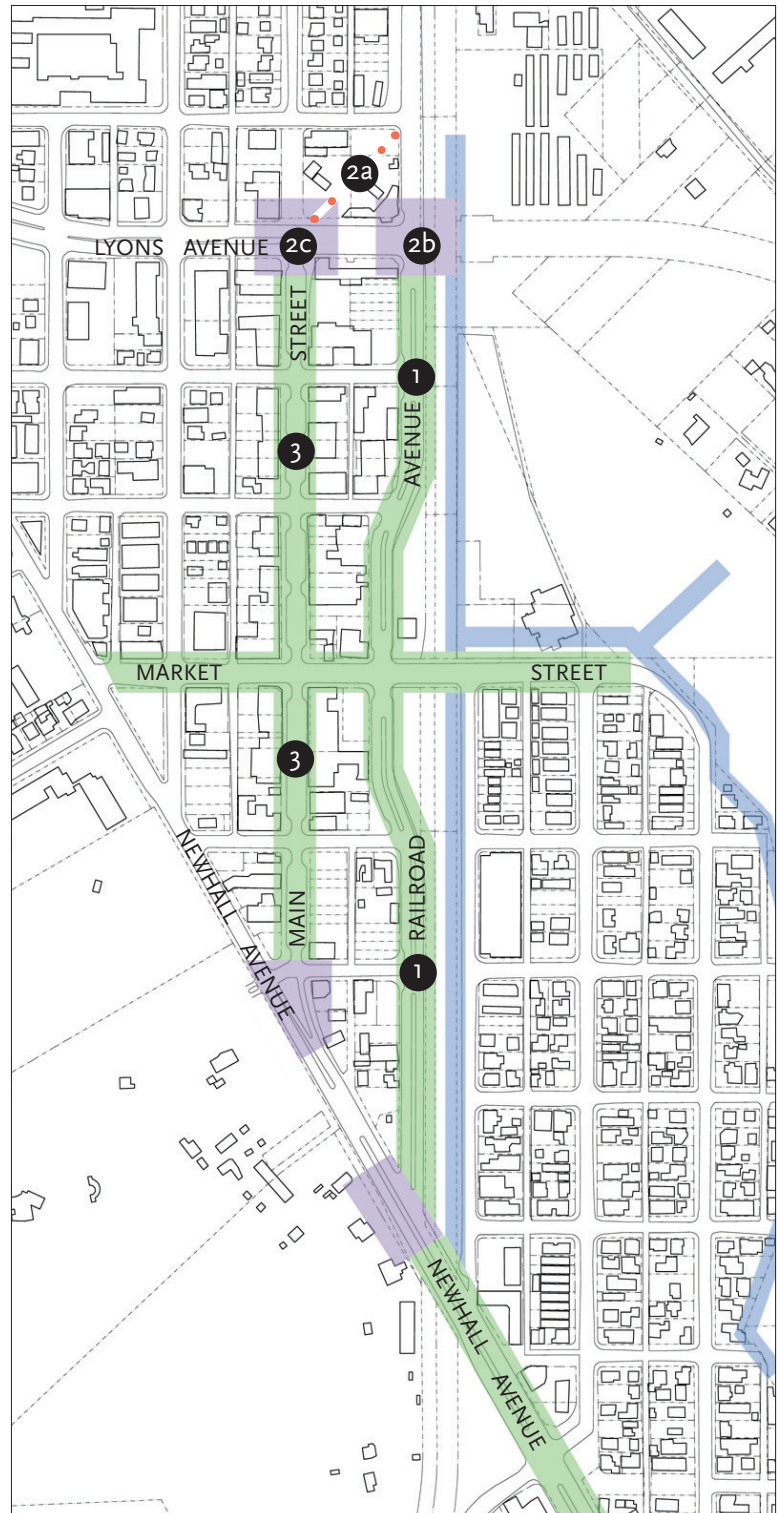 2a
LYONS AVENUE
2c
2b
STREET
1
AVENUE
3
MARKET
STREET
3
NEWHALL
AVENUE
MAIN
RAILROAD
1
NEWHALL
AVENUE